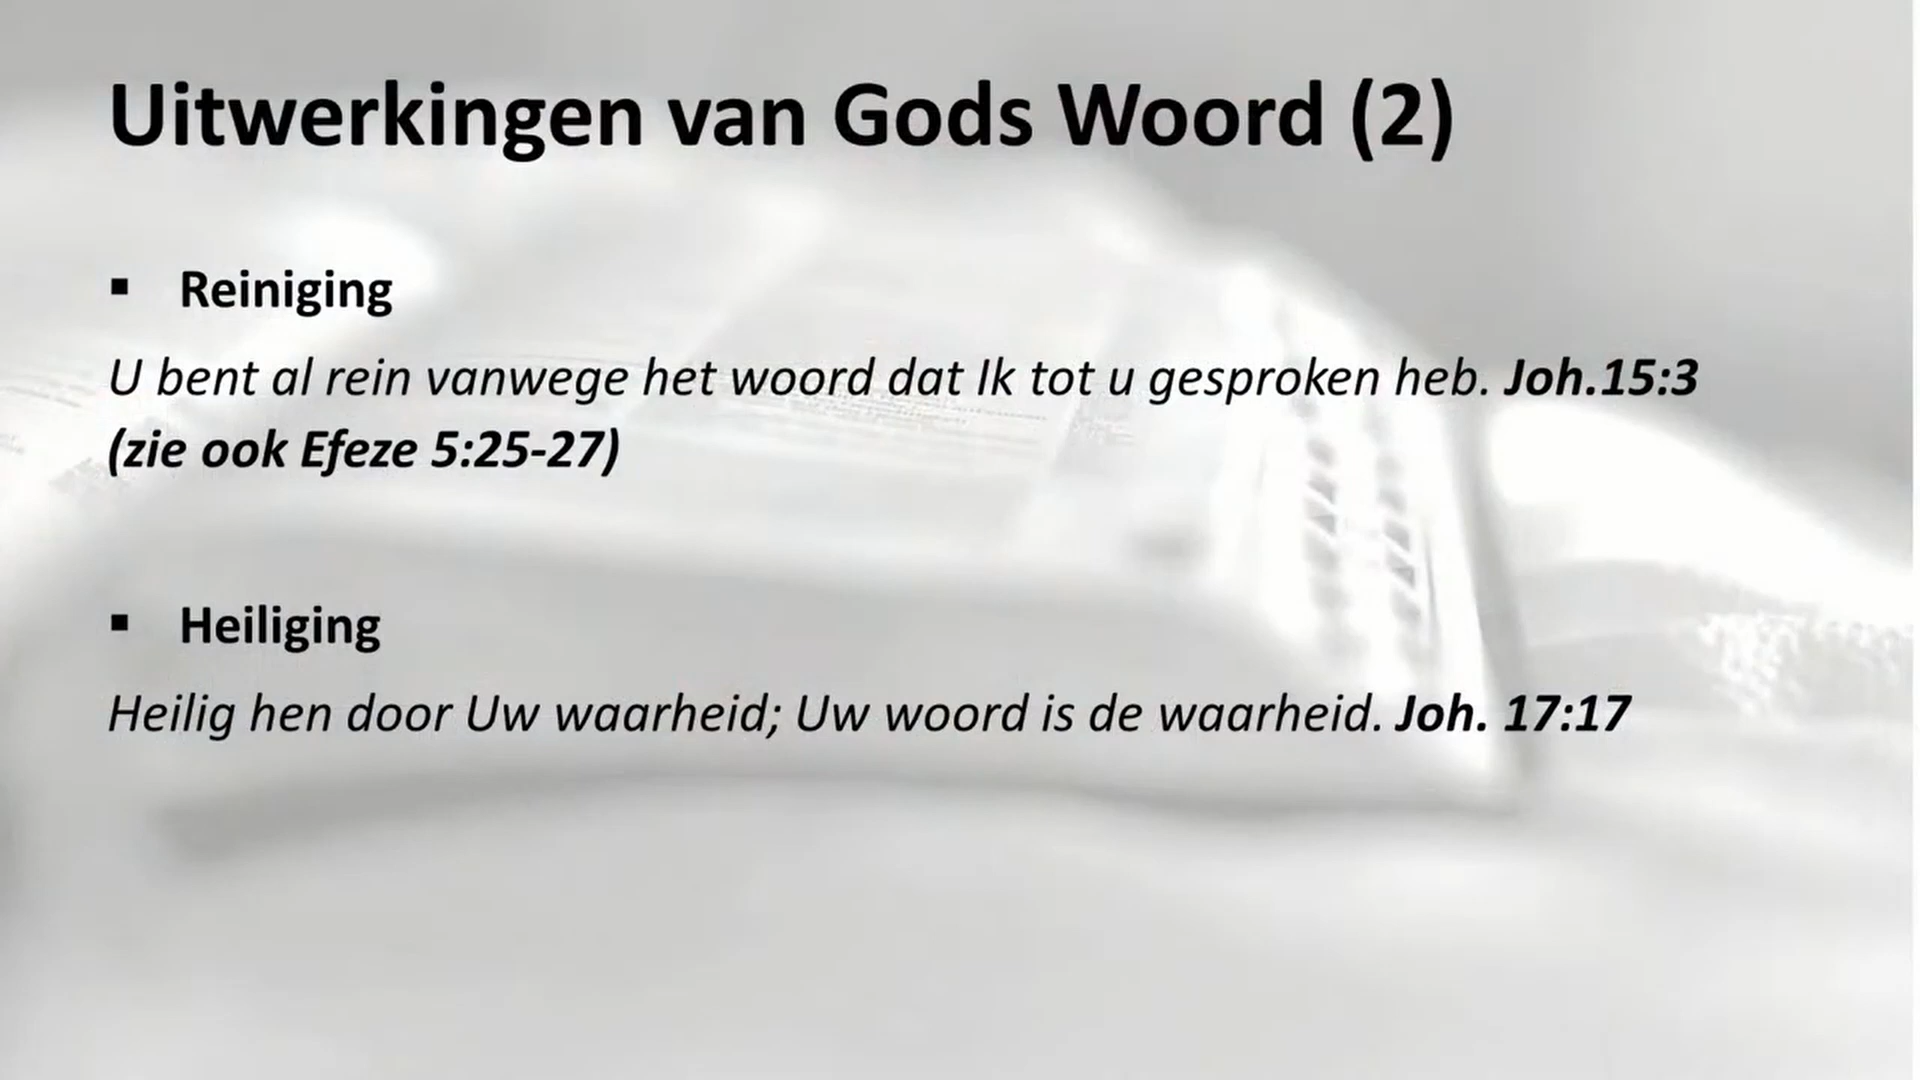 Uitwerkingen van Gods Woord (2)
▪ Reiniging
U bent al rein vanwege het woord dat Ik tot u gesproken heb. Joh.15:3
(zie ook Efeze 5:25-27)
▪ Heiliging
Heilig hen door Uw waarheid; Uw woord is de waarheid. Joh. 17:17